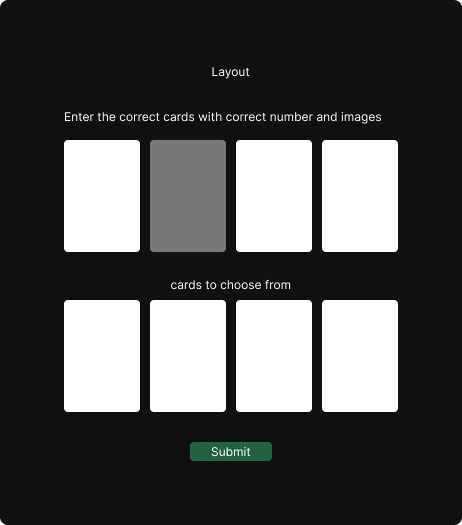 Layout
Enter the correct cards with correct number and images
cards to choose from
Submit